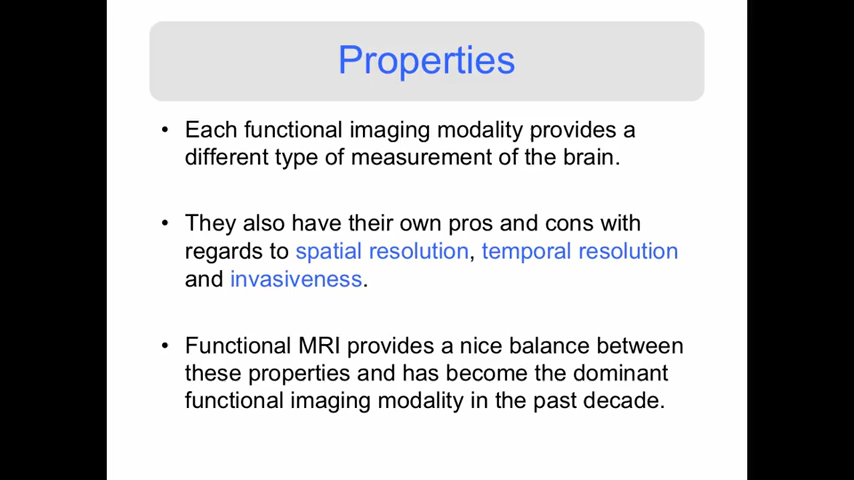 Properties
• Each functional imaging modality provides a
different type of measurement of the brain.
• They also have their own pros and cons with
regards to spatial resolution, temporal resolution
and invasiveness.
• Functional MRI provides a nice balance between
these properties and has become the dominant
functional imaging modality in the past decade.